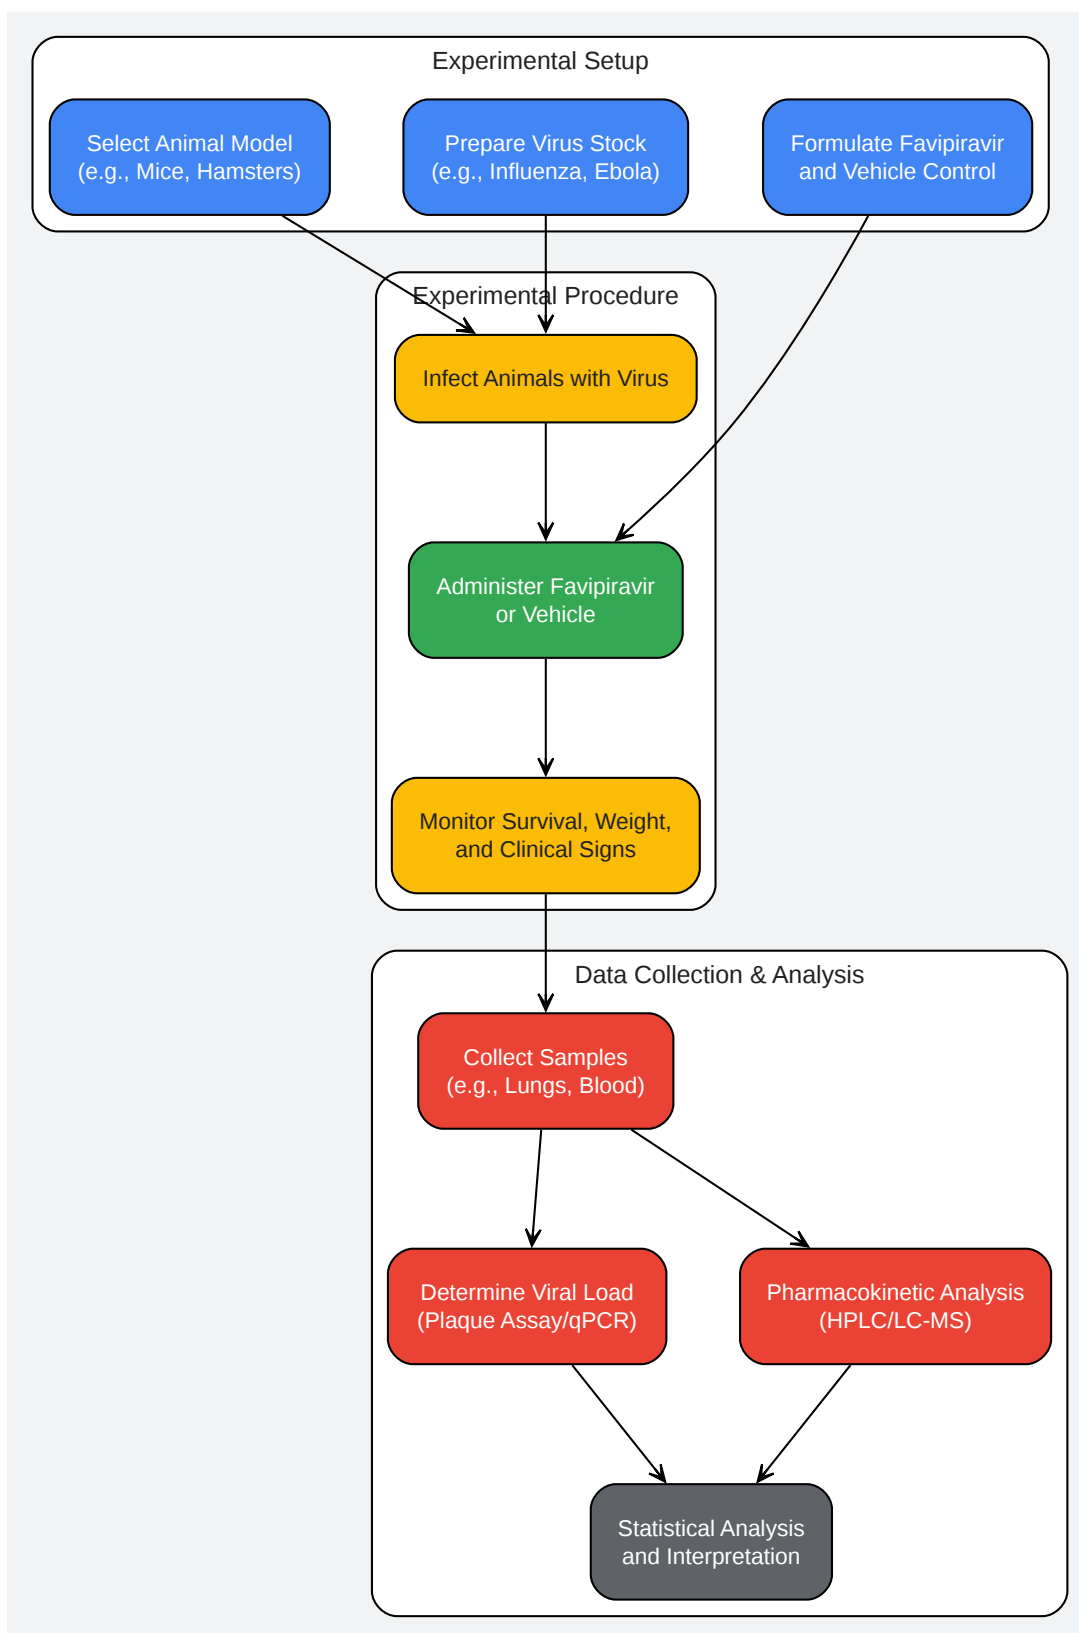 Experimental Setup
Select Animal Model
(e.g., Mice, Hamsters)
Prepare Virus Stock
(e.g., Influenza, Ebola)
Formulate Favipiravir
and Vehicle Control
Experimental Procedure
Infect Animals with Virus
Administer Favipiravir
or Vehicle
Monitor Survival, Weight,
and Clinical Signs
Data Collection & Analysis
Collect Samples
(e.g., Lungs, Blood)
Determine Viral Load
(Plaque Assay/qPCR)
Pharmacokinetic Analysis
(HPLC/LC-MS)
Statistical Analysis
and Interpretation